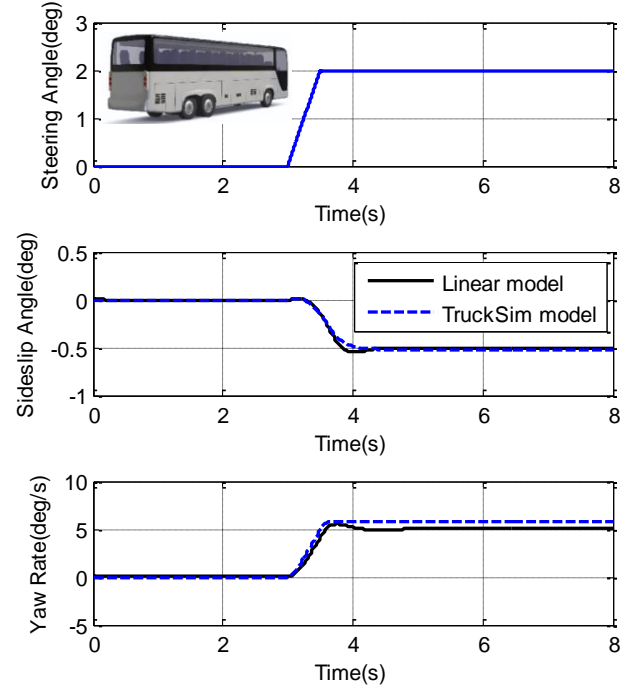 3
2
1
0
0 2 4 6 8
Steering Angle(deg)
Time(s)
0.5
0
-0.5
-1
0 2 4 6 8
Sideslip Angle(deg)
Linear model
TruckSim model
Time(s)
10
5
0
-5
0 2 4 6 8
Yaw Rate(deg/s)
Time(s)